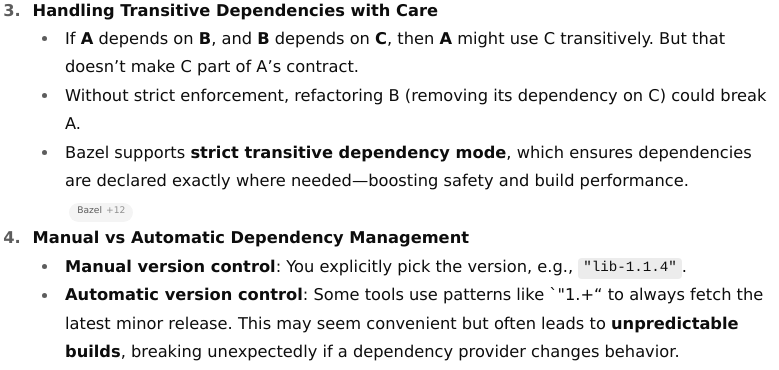 3. Handling Transitive Dependencies with Care
• If A depends on B, and B depends on C, then A might use C transitively. But that
doesn’t make C part of A’s contract.
• Without strict enforcement, refactoring B (removing its dependency on C) could break
A.
• Bazel supports strict transitive dependency mode, which ensures dependencies
are declared exactly where needed—boosting safety and build performance.
Bazel +12
4. Manual vs Automatic Dependency Management
• Manual version control: You explicitly pick the version, e.g., "lib-1.1.4".
• Automatic version control: Some tools use patterns like `"1.+“ to always fetch the
latest minor release. This may seem convenient but often leads to unpredictable
builds, breaking unexpectedly if a dependency provider changes behavior.